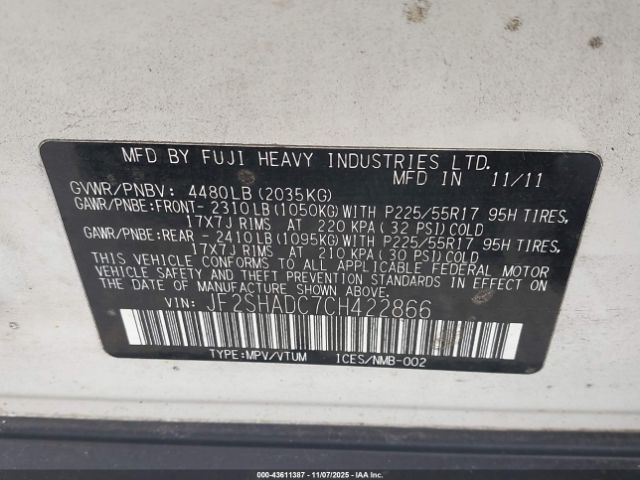 MFD BY FUJI HEAVY INDUSTRIES LTD.
MFD IN 11/11
GVWR/PNBV: 4480LB(2035KG)
GAWR/PNBE:FRONT-2310LB(1050KG)WITH P225/55R17 95H TIRES,
17X7J RIMS AT 220 KPA(32 PSI)COLD
GAWR/PNBE:REAR -2410LB(1095KG)WITH P225/55R17 95H TIRES,
17X7J RIMS AT 210 KPA(30 PSI)COLD
THIS VEHICLE CONFORMS TO ALL APPLICABLE FEDERAL MOTOR
VEHICLE SAFETY AND THEFT PREVENTION STANDARDS IN EFFECT
ON THE DATE OF MANUFACTURE SHOWN ABOVE.
VIN: JF2SHADC7CH422866
TYPE:MPV/VTUM ICES/NMB-002
000-43611387 - 11/07/2025 - IAAI.COM